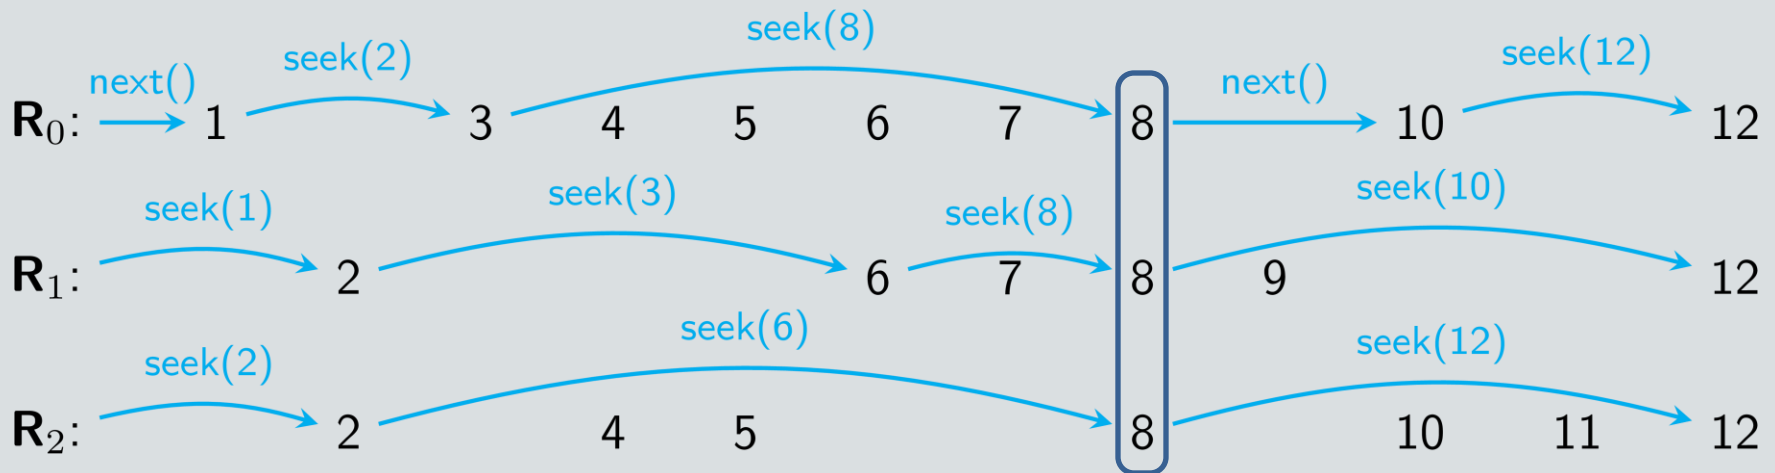 seek(8)
next() seek(2) next() seek(12)
R₀: 1 3 4 5 6 7 8 10 12
seek(1) seek(3) seek(8) seek(10)
R₁: 2 6 7 8 9 12
seek(2) seek(6) seek(12)
R₂: 2 4 5 8 10 11 12